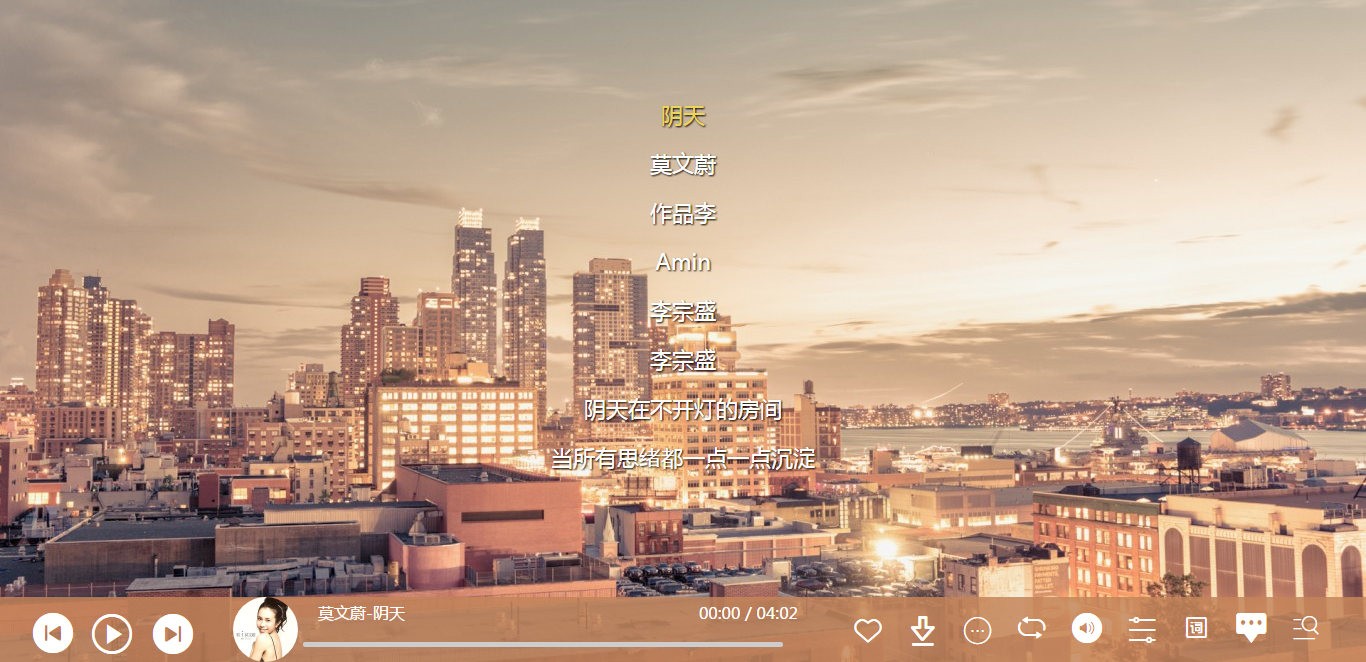 阴天
莫文蔚
作品李
Amin
李宗盛
李宗盛
阴天在不开灯的房间
当所有思绪都一点一点沉淀
莫文蔚-阴天
00:00 / 04:02
词